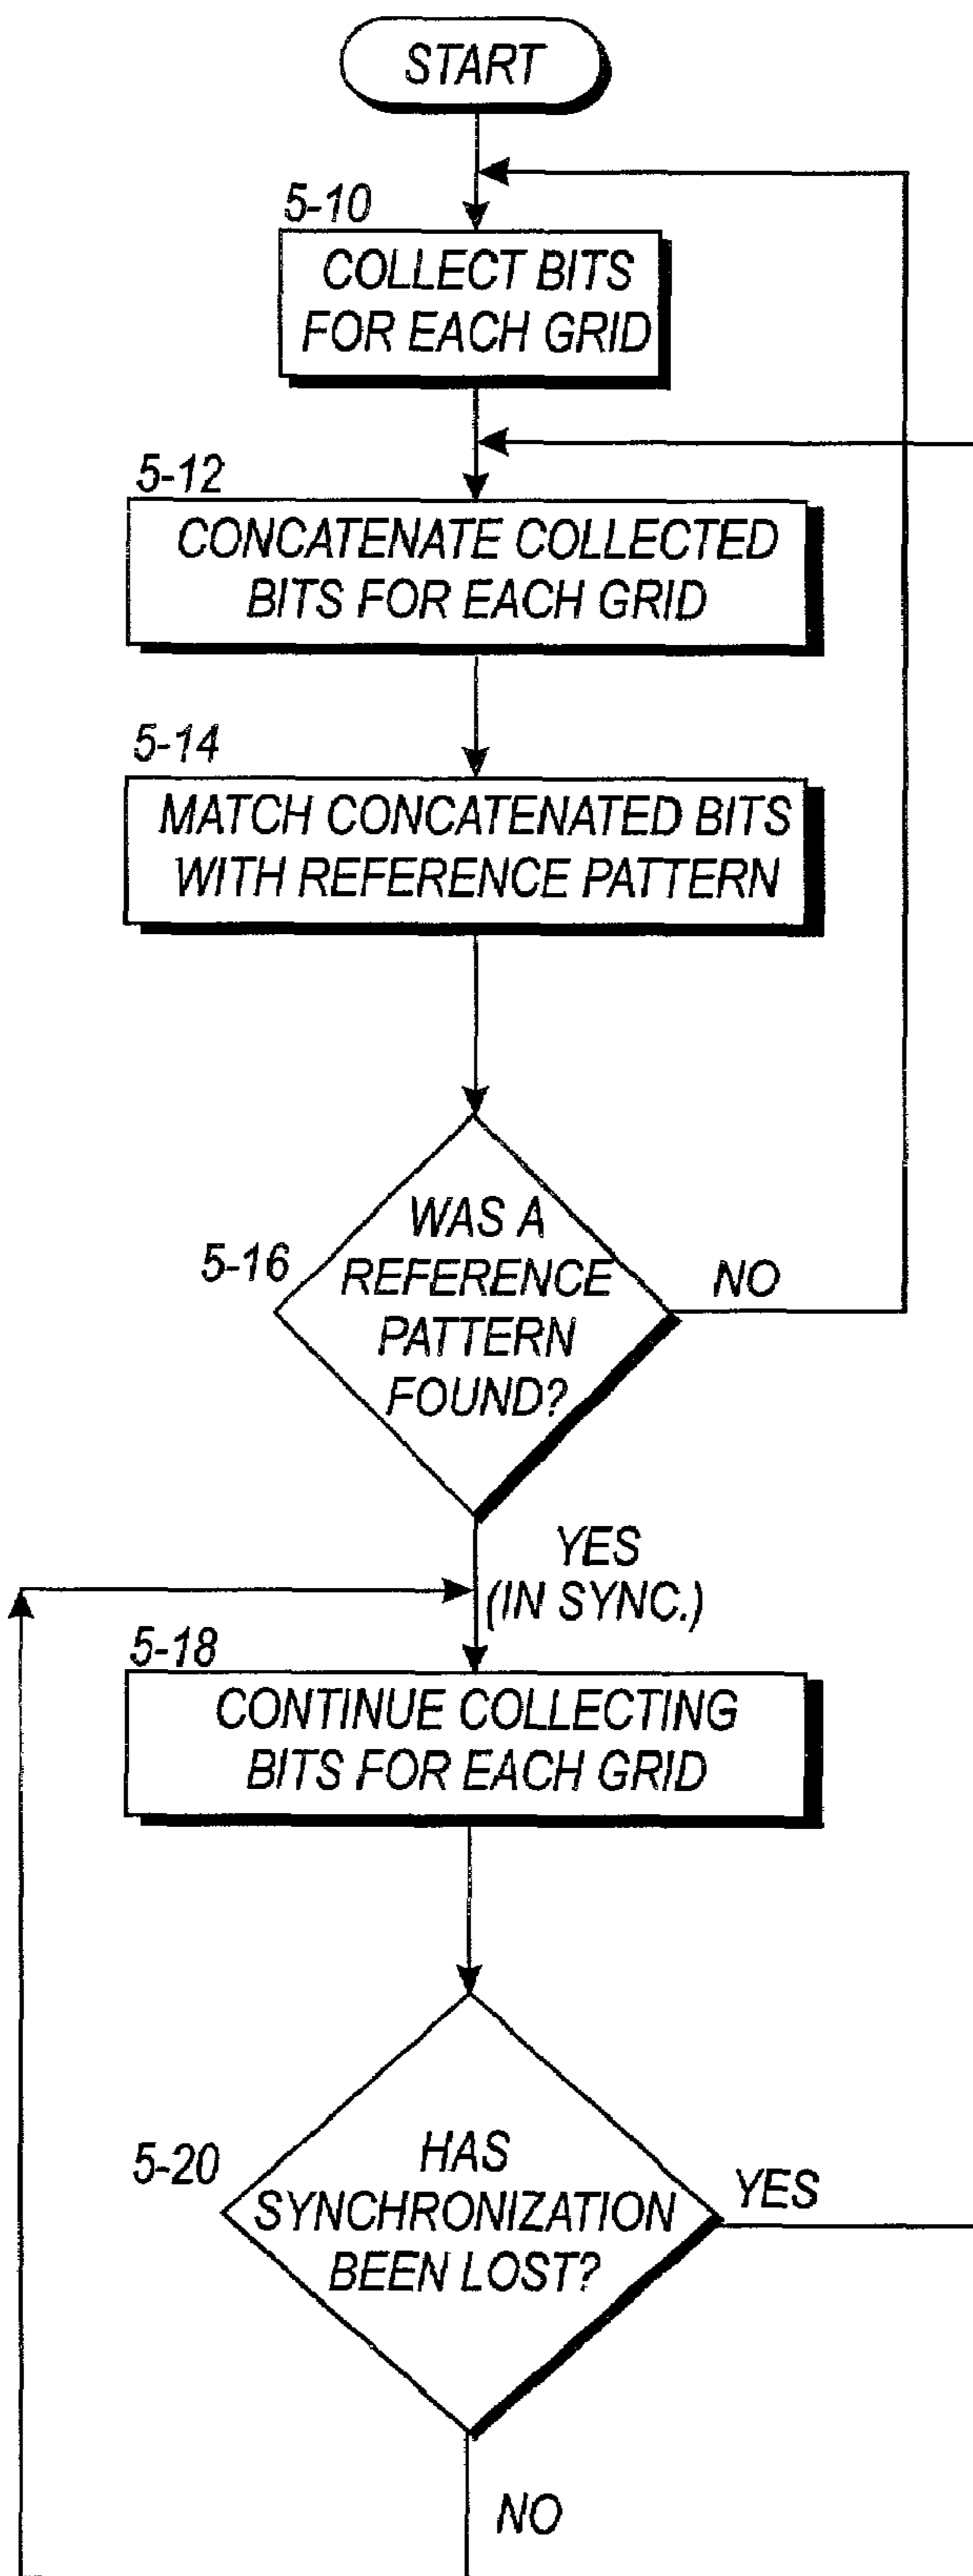 START
5-10
COLLECT BITS
FOR EACH GRID
5-12
CONCATENATE COLLECTED
BITS FOR EACH GRID
5-14
MATCH CONCATENATED BITS
WITH REFERENCE PATTERN
5-16
WAS A
REFERENCE
PATTERN
FOUND?
NO
YES
(IN SYNC.)
5-18
CONTINUE COLLECTING
BITS FOR EACH GRID
5-20
HAS
SYNCHRONIZATION
BEEN LOST?
YES
NO